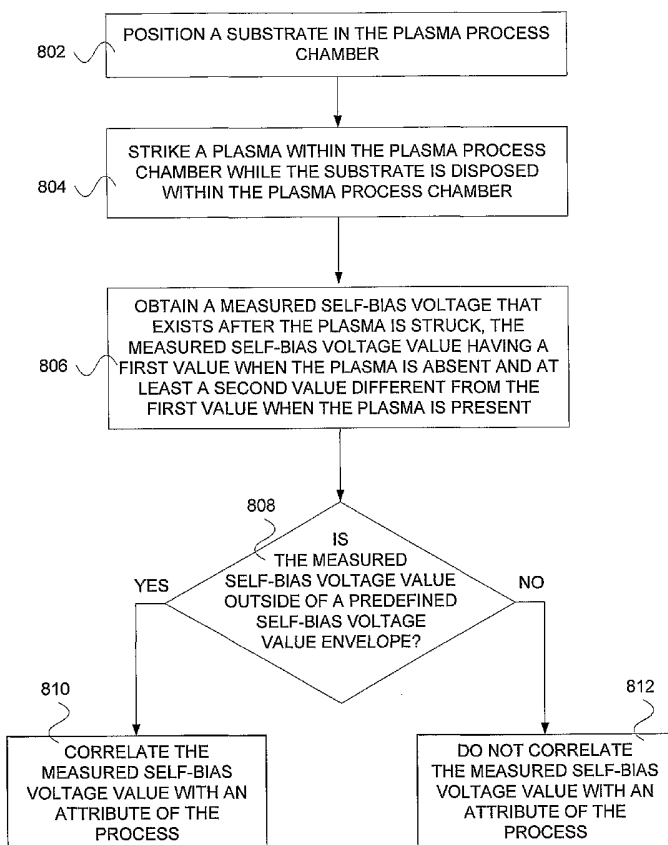 802
POSITION A SUBSTRATE IN THE PLASMA PROCESS
CHAMBER
804
STRIKE A PLASMA WITHIN THE PLASMA PROCESS
CHAMBER WHILE THE SUBSTRATE IS DISPOSED
WITHIN THE PLASMA PROCESS CHAMBER
806
OBTAIN A MEASURED SELF-BIAS VOLTAGE THAT
EXISTS AFTER THE PLASMA IS STRUCK, THE
MEASURED SELF-BIAS VOLTAGE VALUE HAVING A
FIRST VALUE WHEN THE PLASMA IS ABSENT AND AT
LEAST A SECOND VALUE DIFFERENT FROM THE
FIRST VALUE WHEN THE PLASMA IS PRESENT
808
IS
THE MEASURED
SELF-BIAS VOLTAGE VALUE
OUTSIDE OF A PREDEFINED
SELF-BIAS VOLTAGE
VALUE ENVELOPE?
YES
NO
810
CORRELATE THE
MEASURED SELF-BIAS
VOLTAGE VALUE WITH AN
ATTRIBUTE OF THE
PROCESS
812
DO NOT CORRELATE
THE MEASURED SELF-BIAS
VOLTAGE VALUE WITH AN
ATTRIBUTE OF THE
PROCESS